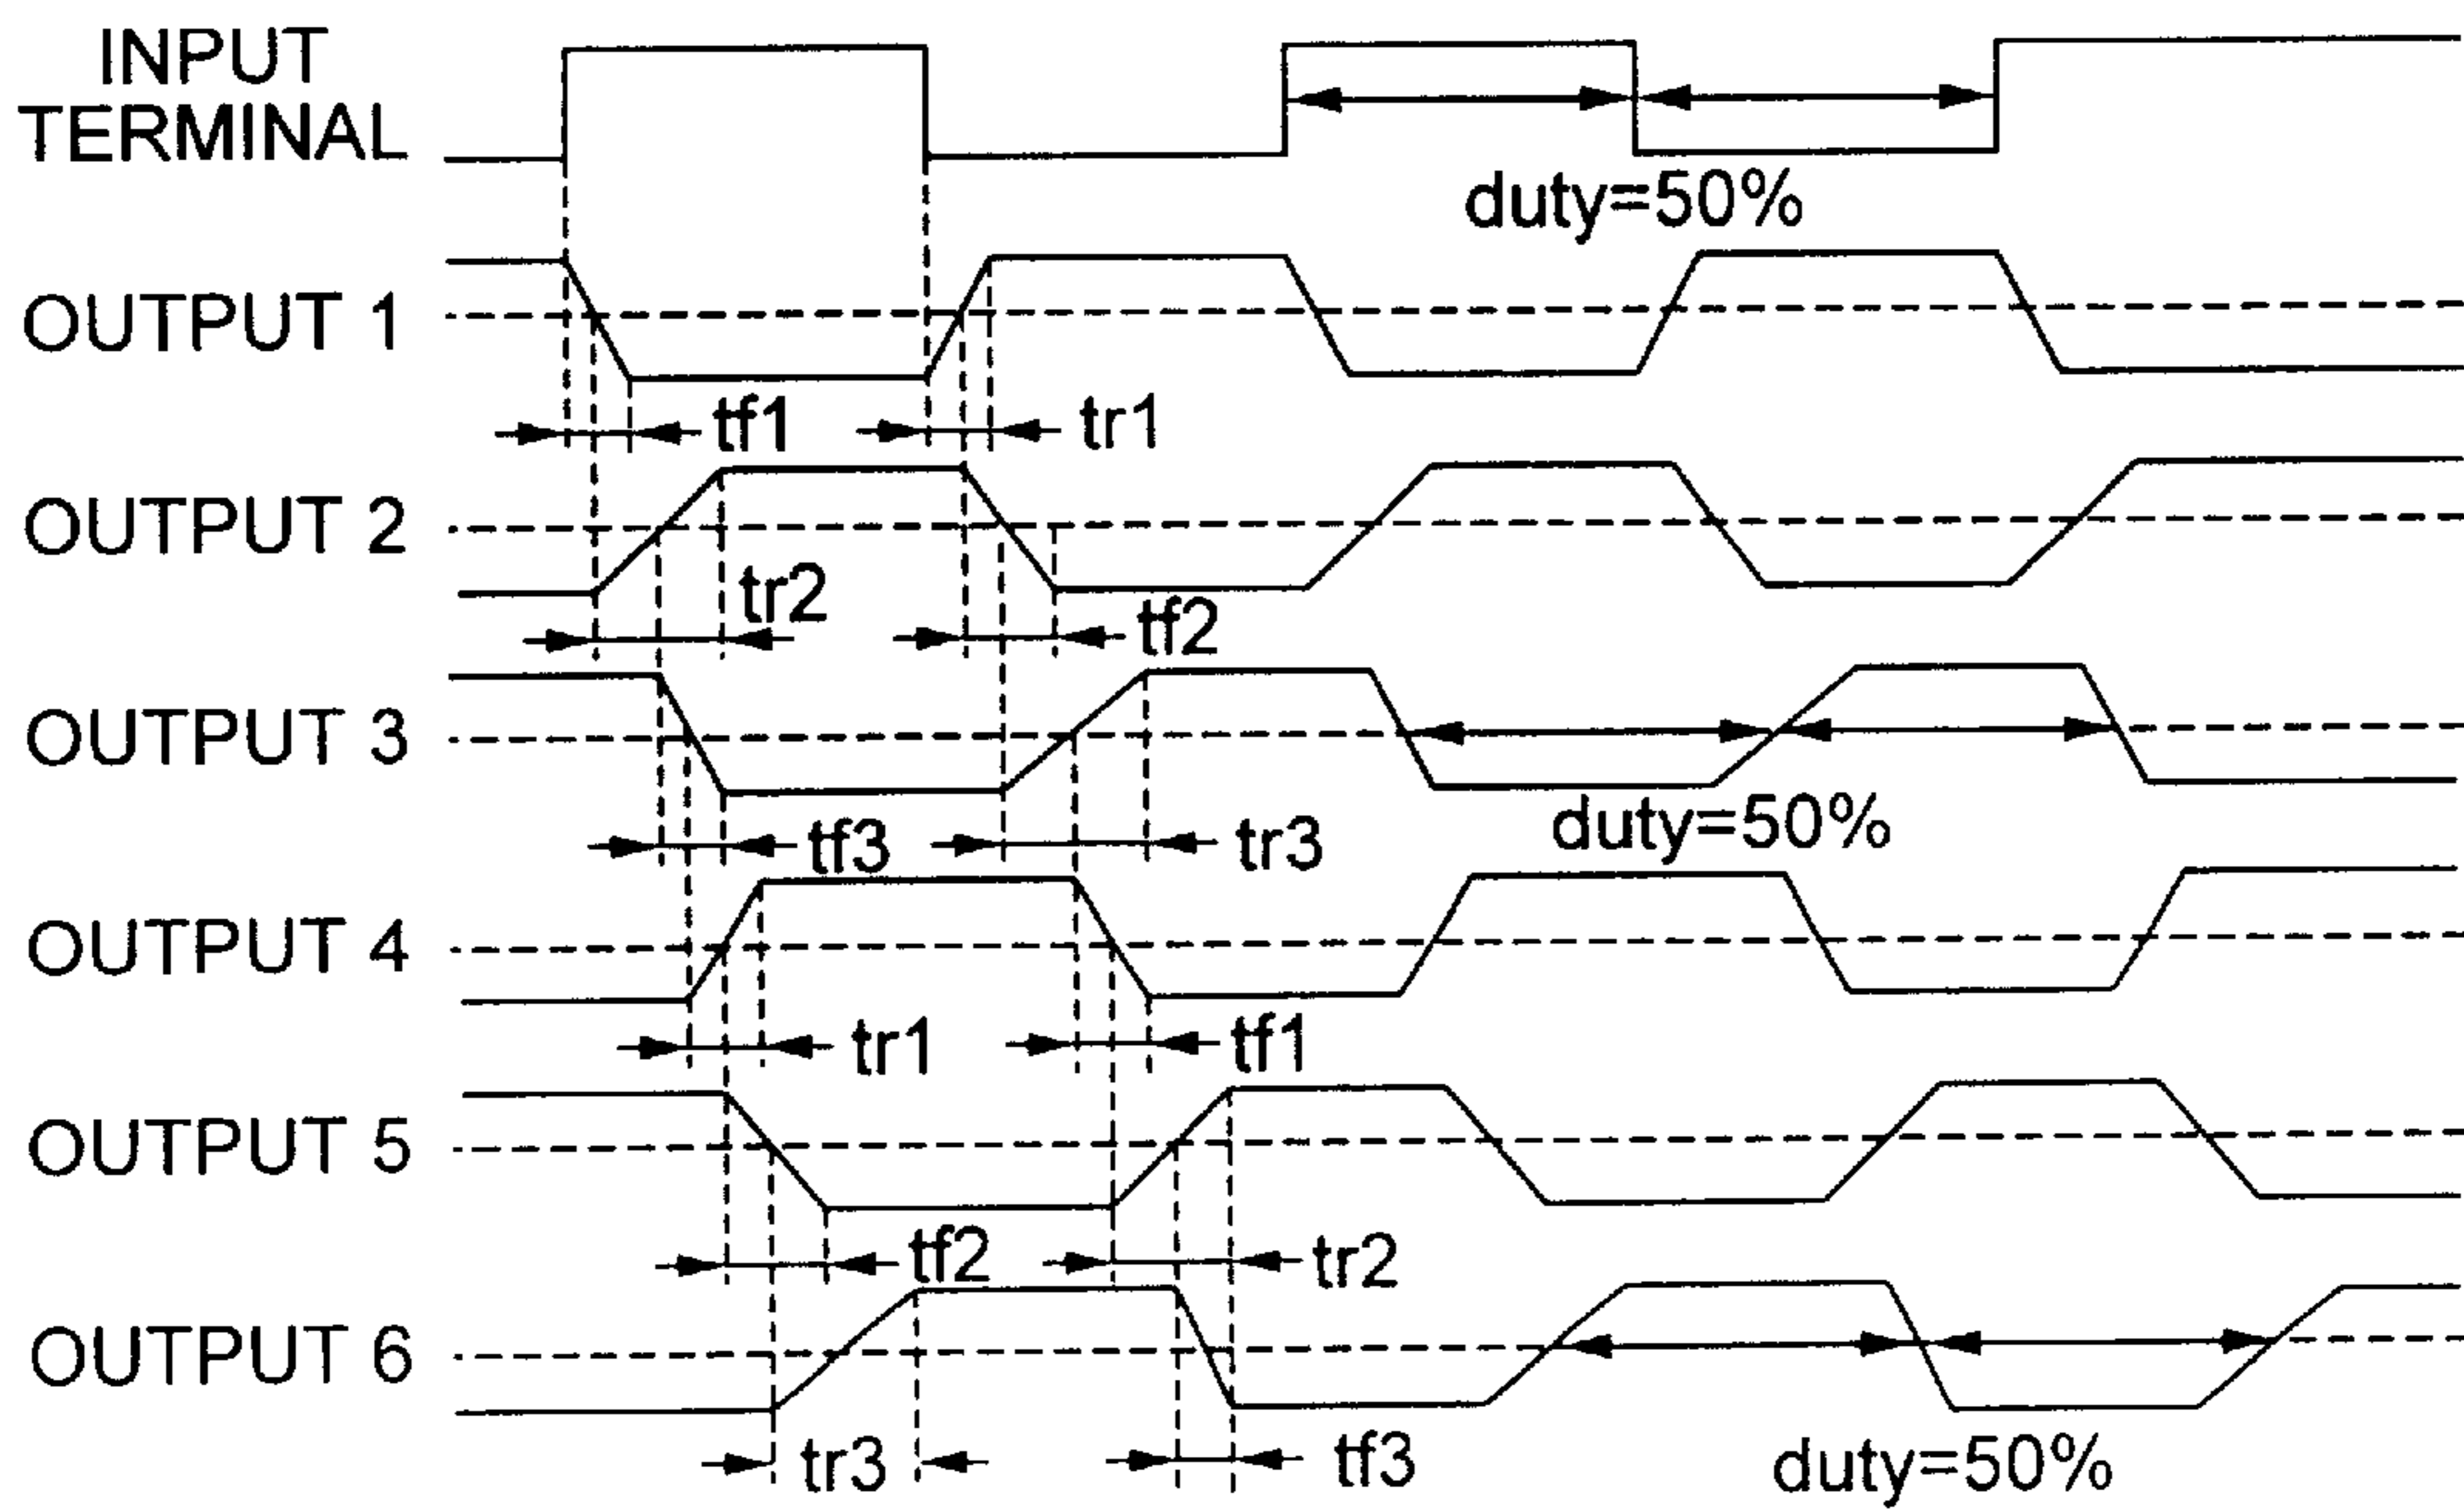 INPUT
TERMINAL
duty=50%
OUTPUT 1
tf1
tr1
OUTPUT 2
tr2
tf2
OUTPUT 3
tf3
tr3
duty=50%
OUTPUT 4
tr1
tf1
OUTPUT 5
tf2
tr2
OUTPUT 6
tr3
tf3
duty=50%